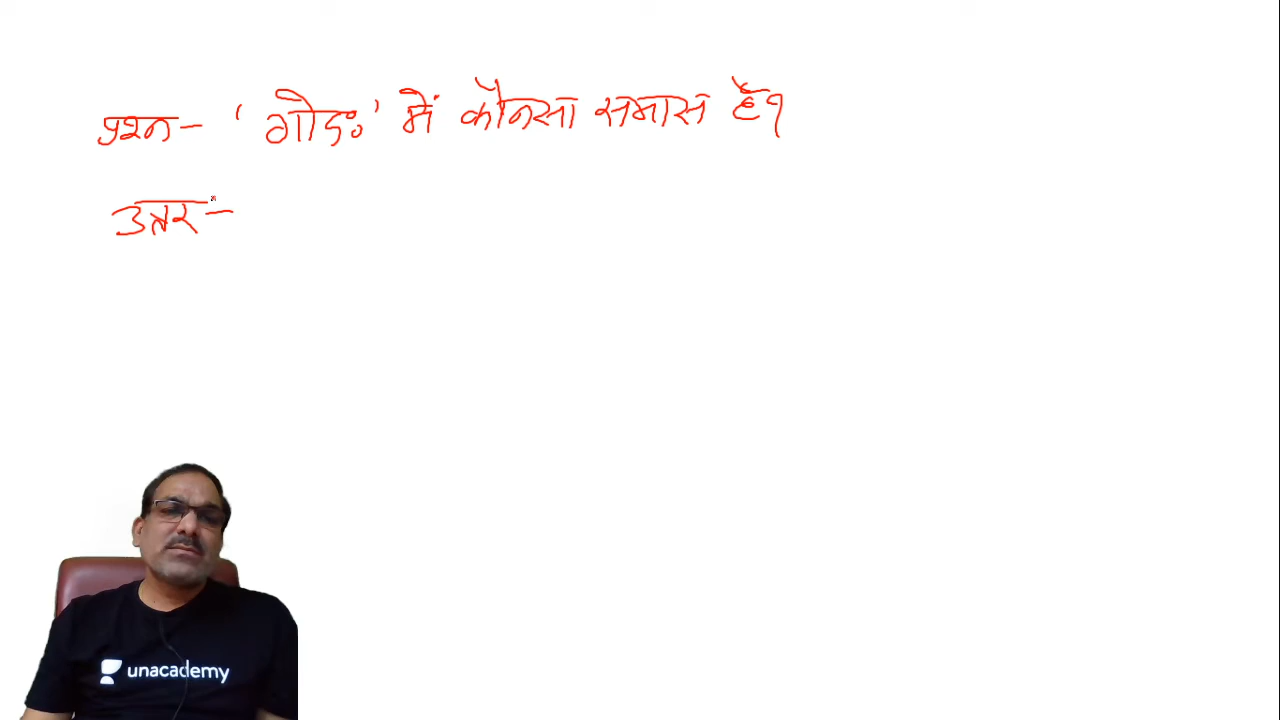 प्रश्न- 'गोदः' में कौनसा समास है?
उत्तर-
unacademy